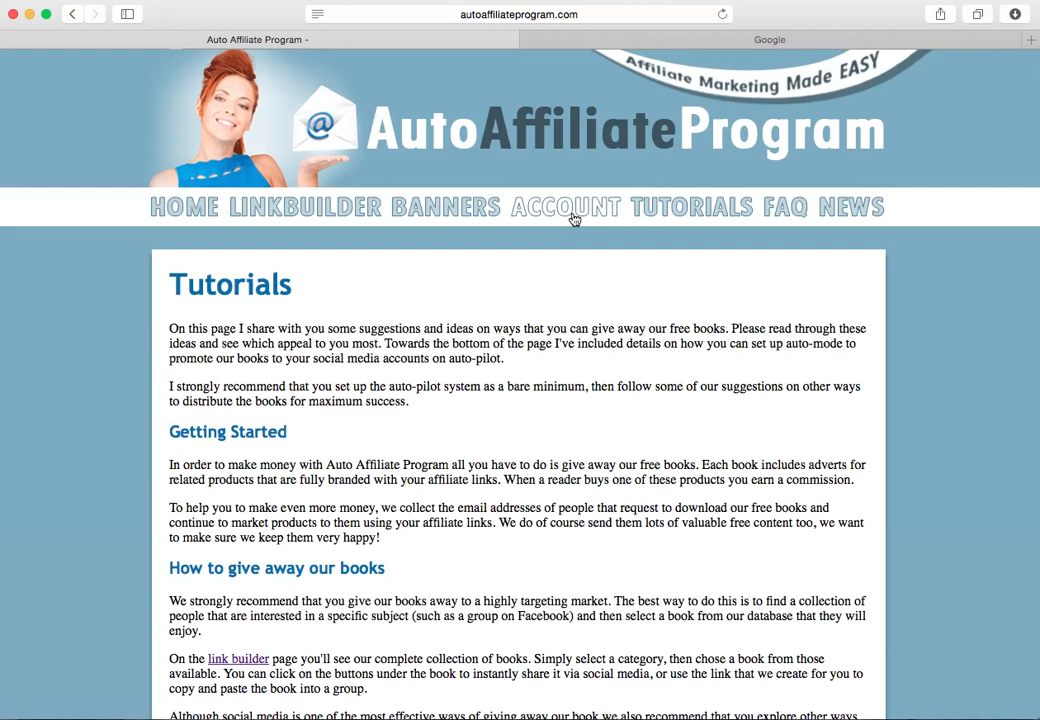 autoaffiliateprogram.com
Auto Affiliate Program -
Google
Affiliate Marketing Made EASY
@ AutoAffiliateProgram
HOME LINKBUILDER BANNERS ACCOUNT TUTORIALS FAQ NEWS
Tutorials
On this page I share with you some suggestions and ideas on ways that you can give away our free books. Please read through these
ideas and see which appeal to you most. Towards the bottom of the page I've included details on how you can set up auto-mode to
promote our books to your social media accounts on auto-pilot.
I strongly recommend that you set up the auto-pilot system as a bare minimum, then follow some of our suggestions on other ways
to distribute the books for maximum success.
Getting Started
In order to make money with Auto Affiliate Program all you have to do is give away our free books. Each book includes adverts for
related products that are fully branded with your affiliate links. When a reader buys one of these products you earn a commission.
To help you to make even more money, we collect the email addresses of people that request to download our free books and
continue to market products to them using your affiliate links. We do of course send them lots of valuable free content too, we want
to make sure we keep them very happy!
How to give away our books
We strongly recommend that you give our books away to a highly targeting market. The best way to do this is to find a collection of
people that are interested in a specific subject (such as a group on Facebook) and then select a book from our database that they will
enjoy.
On the link builder page you'll see our complete collection of books. Simply select a category, then chose a book from those
available. You can click on the buttons under the book to instantly share it via social media, or use the link that we create for you to
copy and paste the book into a group.
Although social media is one of the most effective ways of giving away our book we also recommend that you explore other ways